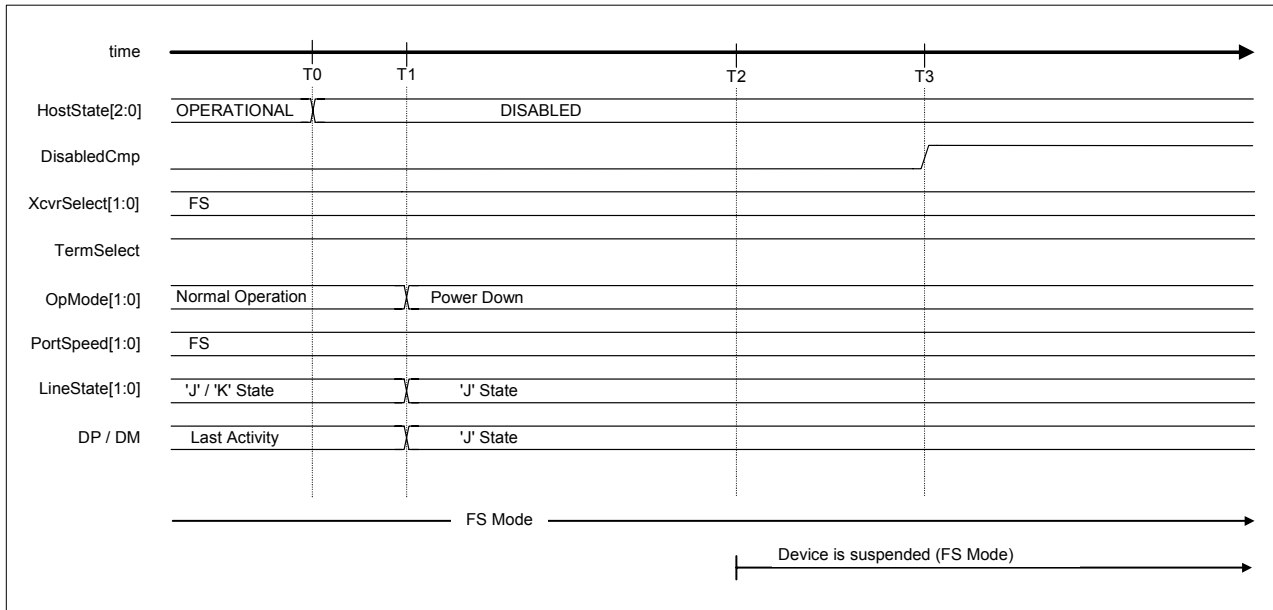 time
T0 T1 T2 T3
HostState[2:0] OPERATIONAL DISABLED
DisabledCmp
XcvrSelect[1:0] FS
TermSelect
OpMode[1:0] Normal Operation Power Down
PortSpeed[1:0] FS
LineState[1:0] 'J' / 'K' State 'J' State
DP / DM Last Activity 'J' State
FS Mode
Device is suspended (FS Mode)